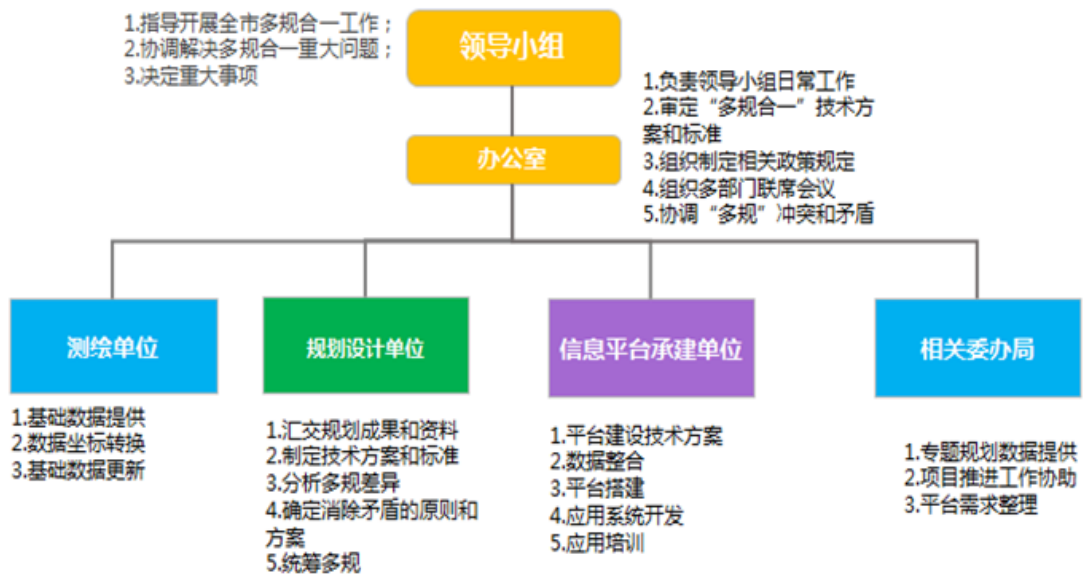 1.指导开展全市多规合一工作；
2.协调解决多规合一重大问题；
3.决定重大事项
领导小组
办公室
1.负责领导小组日常工作
2.审定“多规合一”技术方
案和标准
3.组织制定相关政策规定
4.组织多部门联席会议
5.协调“多规”冲突和矛盾
测绘单位
1.基础数据提供
2.数据坐标转换
3.基础数据更新
规划设计单位
1.汇交规划成果和资料
2.制定技术方案和标准
3.分析多规差异
4.确定消除矛盾的原则和
方案
5.统筹多规
信息平台承建单位
1.平台建设技术方案
2.数据整合
3.平台搭建
4.应用系统开发
5.应用培训
相关委办局
1.专题规划数据提供
2.项目推进工作协助
3.平台需求整理